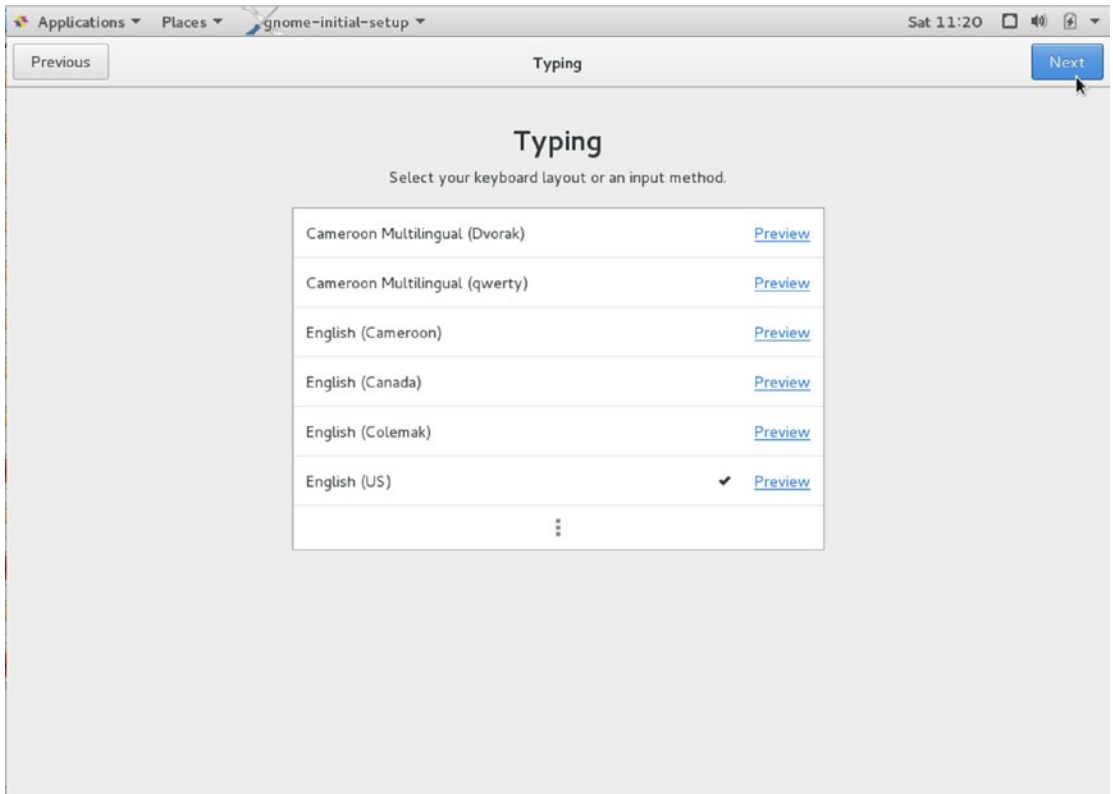 Applications Places gnome-initial-setup Sat 11:20
Previous Typing Next
Typing
Select your keyboard layout or an input method.
Cameroon Multilingual (Dvorak) Preview
Cameroon Multilingual (qwerty) Preview
English (Cameroon) Preview
English (Canada) Preview
English (Colemak) Preview
English (US) Preview